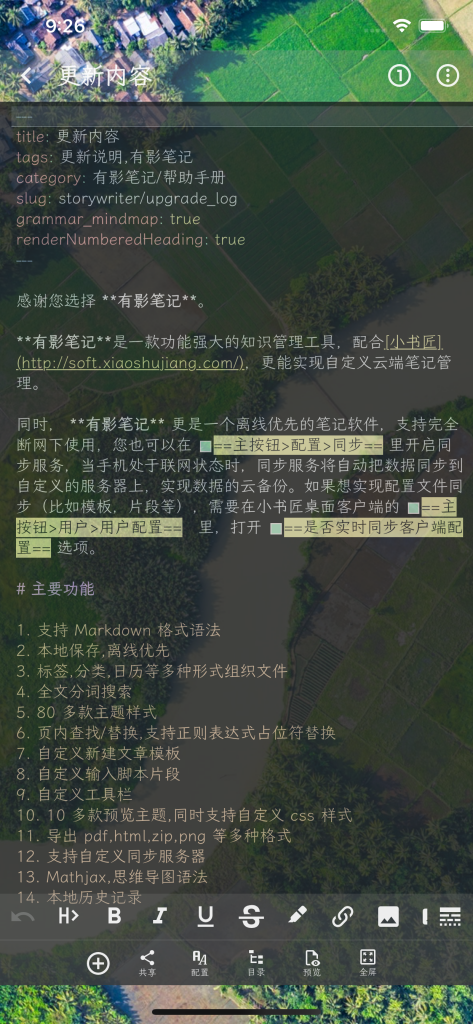 9:26
更新内容
---
title: 更新内容
tags: 更新说明,有影笔记
category: 有影笔记/帮助手册
slug: storywriter/upgrade_log
grammar_mindmap: true
renderNumberedHeading: true
---
感谢您选择 **有影笔记**。
**有影笔记**是一款功能强大的知识管理工具，配合[小书匠]
(http://soft.xiaoshujiang.com/)，更能实现自定义云端笔记管
理。
同时， **有影笔记** 更是一个离线优先的笔记软件，支持完全
断网下使用，您也可以在 ==主按钮>配置>同步== 里开启同
步服务，当手机处于联网状态时，同步服务将自动把数据同步到
自定义的服务器上，实现数据的云备份。如果想实现配置文件同
步（比如模板，片段等），需要在小书匠桌面客户端的 ==主
按钮>用户>用户配置== 里，打开 ==是否实时同步客户端配
置== 选项。
# 主要功能
1. 支持 Markdown 格式语法
2. 本地保存,离线优先
3. 标签,分类,日历等多种形式组织文件
4. 全文分词搜索
5. 80 多款主题样式
6. 页内查找/替换,支持正则表达式占位符替换
7. 自定义新建文章模板
8. 自定义输入脚本片段
9. 自定义工具栏
10. 10 多款预览主题,同时支持自定义 css 样式
11. 导出 pdf,html,zip,png 等多种格式
12. 支持自定义同步服务器
13. Mathjax,思维导图语法
14. 本地历史记录
H B I U S
共享 配置 目录 预览 全屏